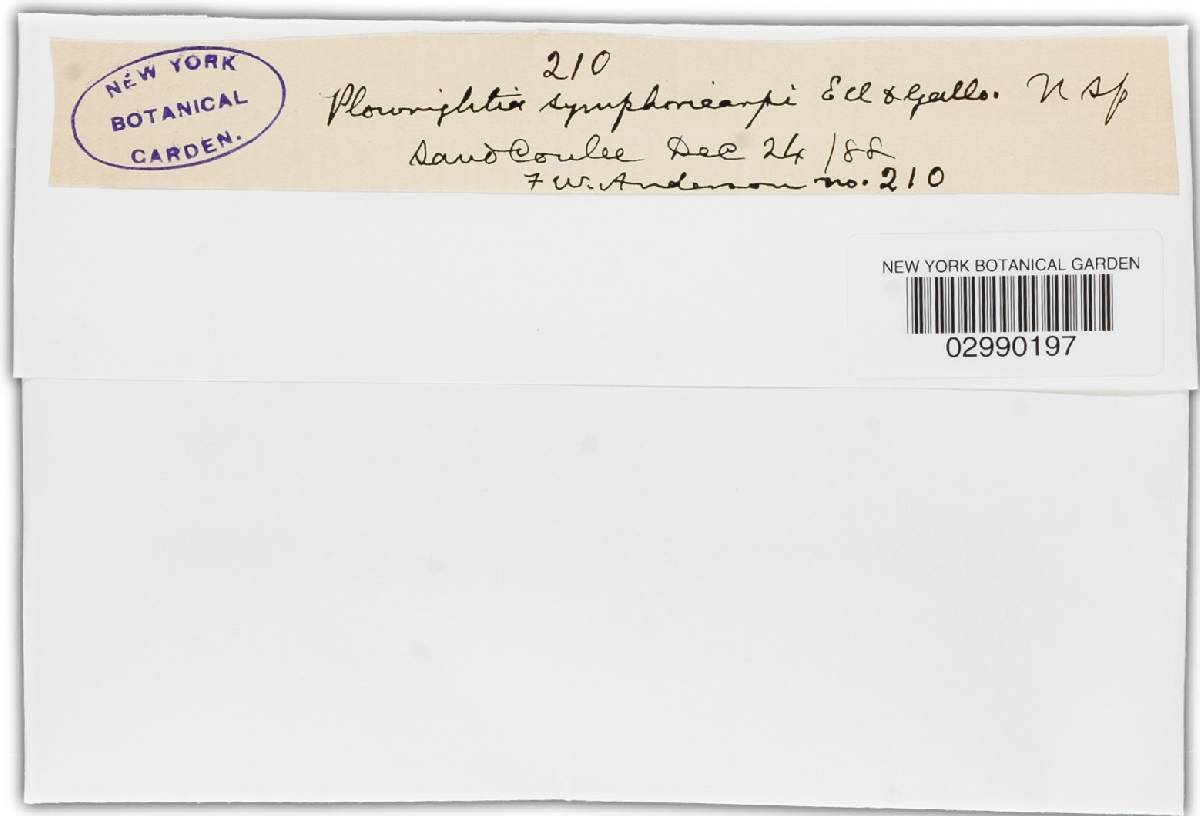 NEW YORK
BOTANICAL
GARDEN.
210
Plowrightia symphoricarpi Ell & Gallo. N Sp
Sand Coulee Dec 24 /88
F W. Anderson no. 210
NEW YORK BOTANICAL GARDEN
02990197